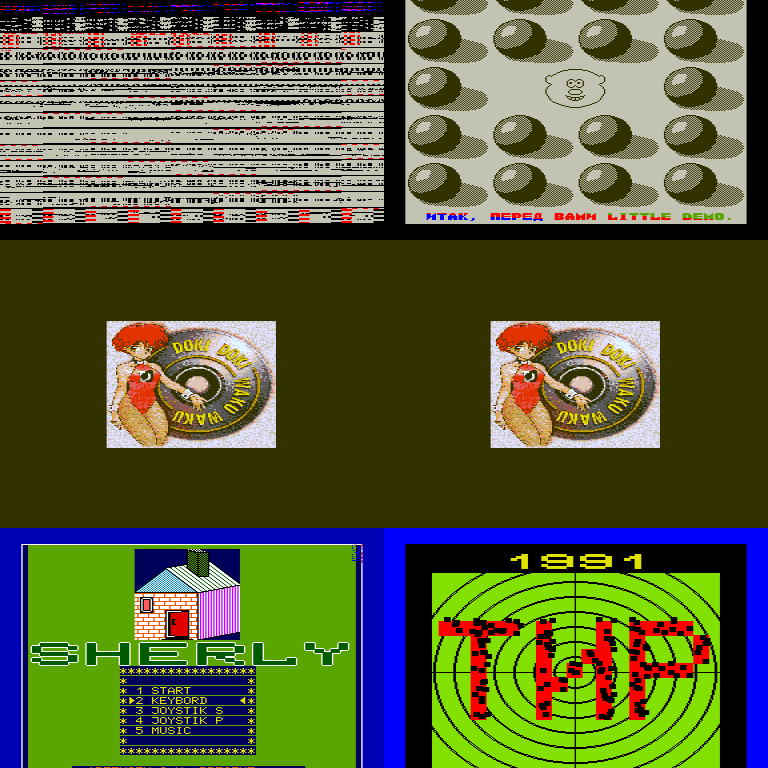 ИТАК, ПЕРЕД ВАМИ LITTLE DEMO.
DOKI DOKI
WAKU WAKU
DOKI DOKI
WAKU WAKU
SHERLY
1 START
2 KEYBORD
3 JOYSTIK S
4 JOYSTIK P
5 MUSIC
1991
ТИР